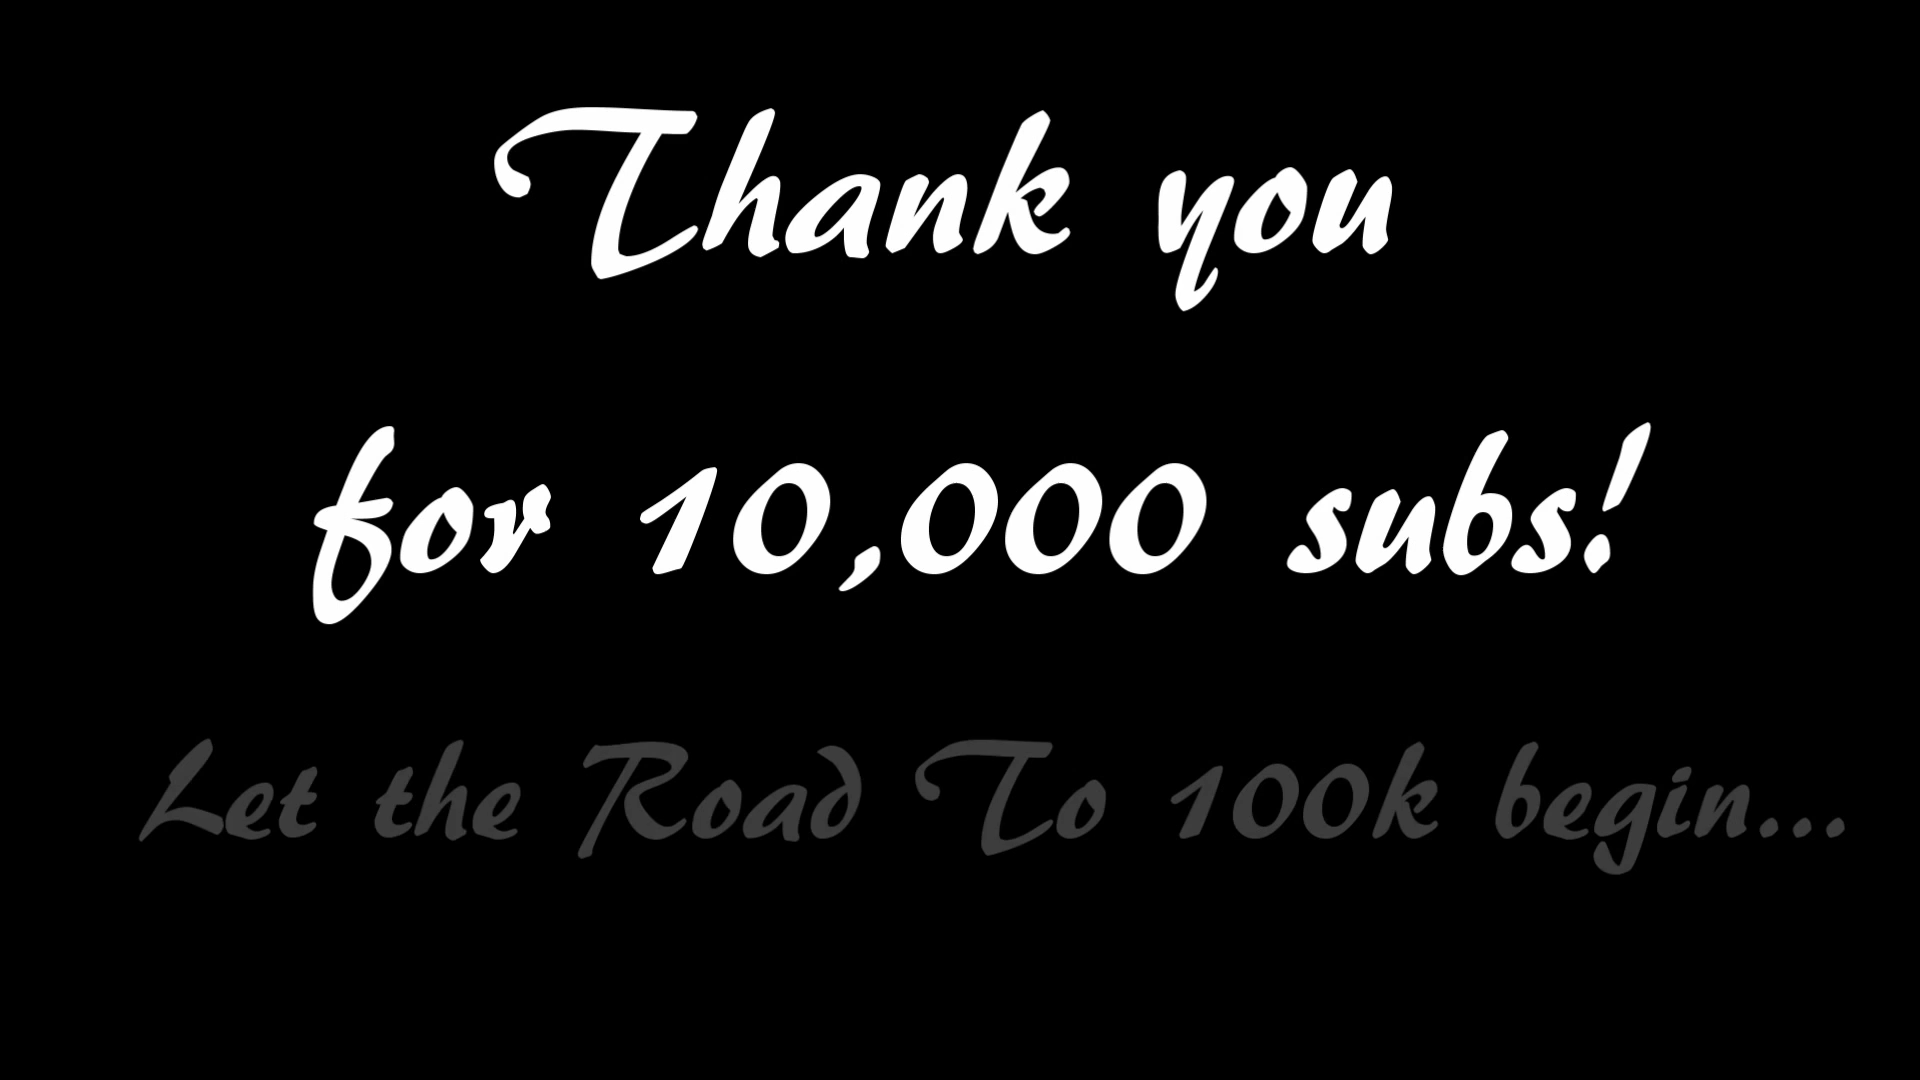 Thank you
for 10,000 subs!
Let the Road To 100k begin...